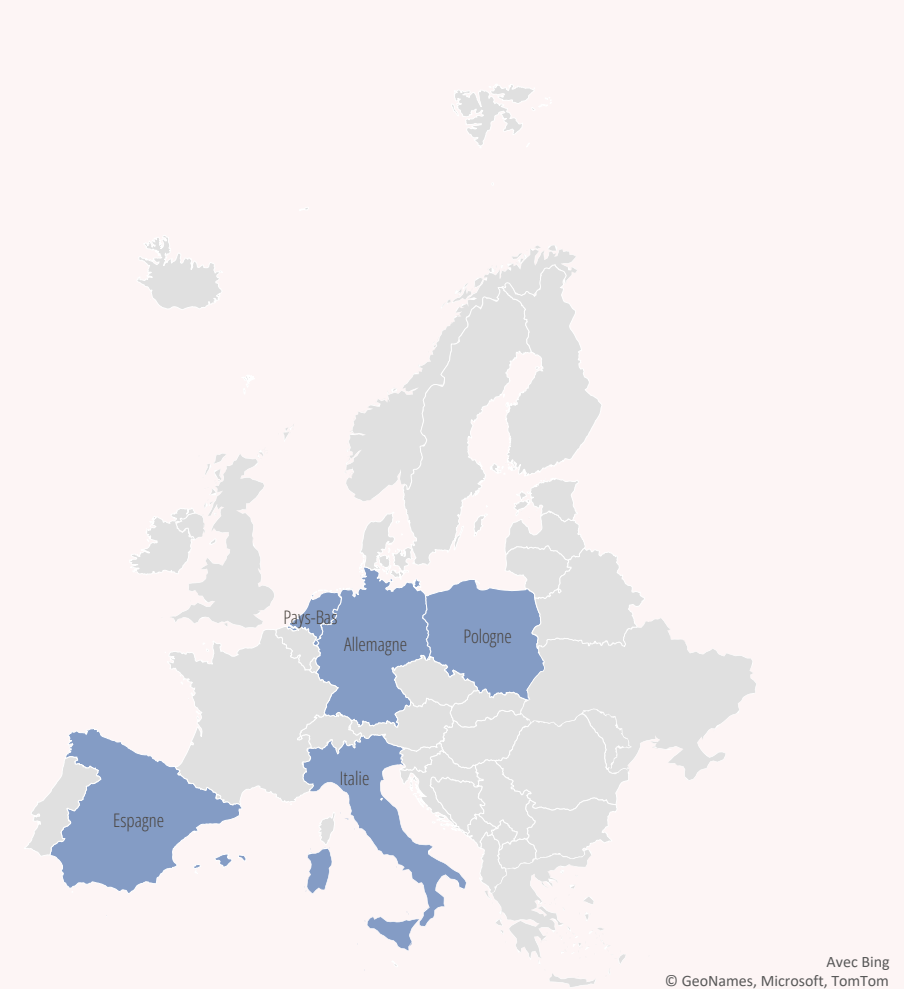 Pays-Bas
Allemagne
Pologne
Italie
Espagne
Avec Bing
© GeoNames, Microsoft, TomTom